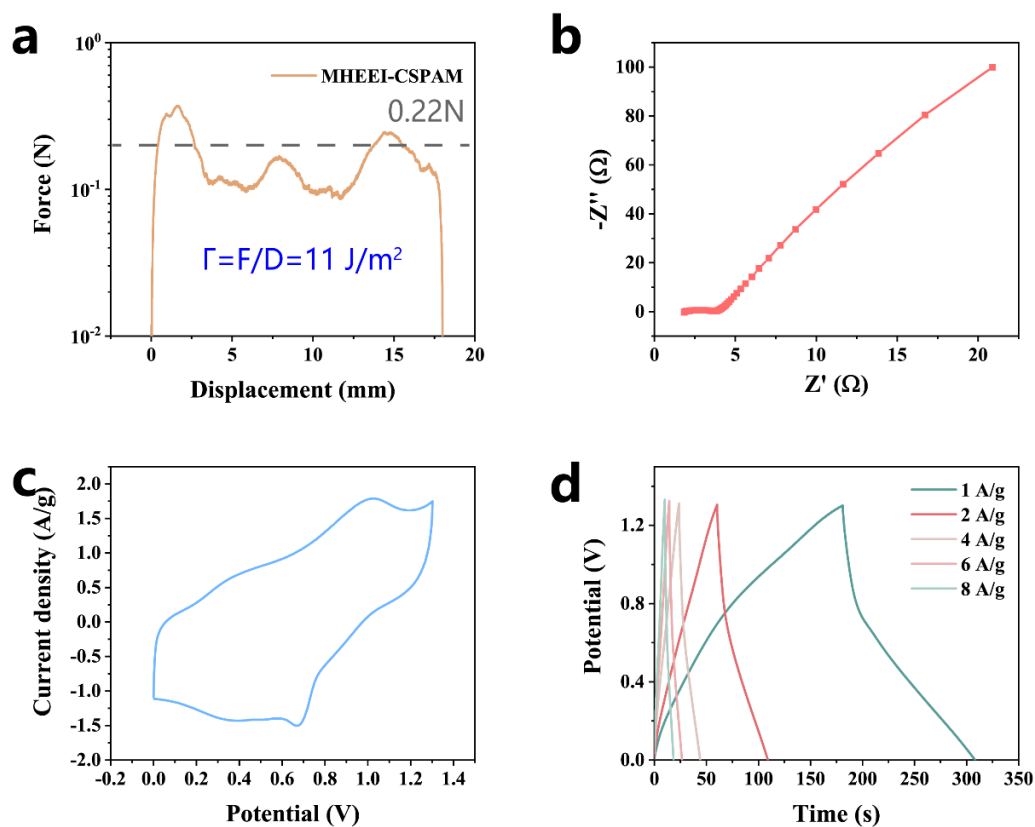 a
10⁰
10⁻¹
10⁻²
Force (N)
MHEEI-CSPAM
0.22N
Γ=F/D=11 J/m²
0 5 10 15 20
Displacement (mm)
b
100
80
60
40
20
0
-Z'' (Ω)
0 5 10 15 20
Z' (Ω)
c
2.0
1.5
1.0
0.5
0.0
-0.5
-1.0
-1.5
-2.0
Current density (A/g)
-0.2 0.0 0.2 0.4 0.6 0.8 1.0 1.2 1.4
Potential (V)
d
1.2
0.8
0.4
0.0
Potential (V)
1 A/g
2 A/g
4 A/g
6 A/g
8 A/g
0 50 100 150 200 250 300 350
Time (s)